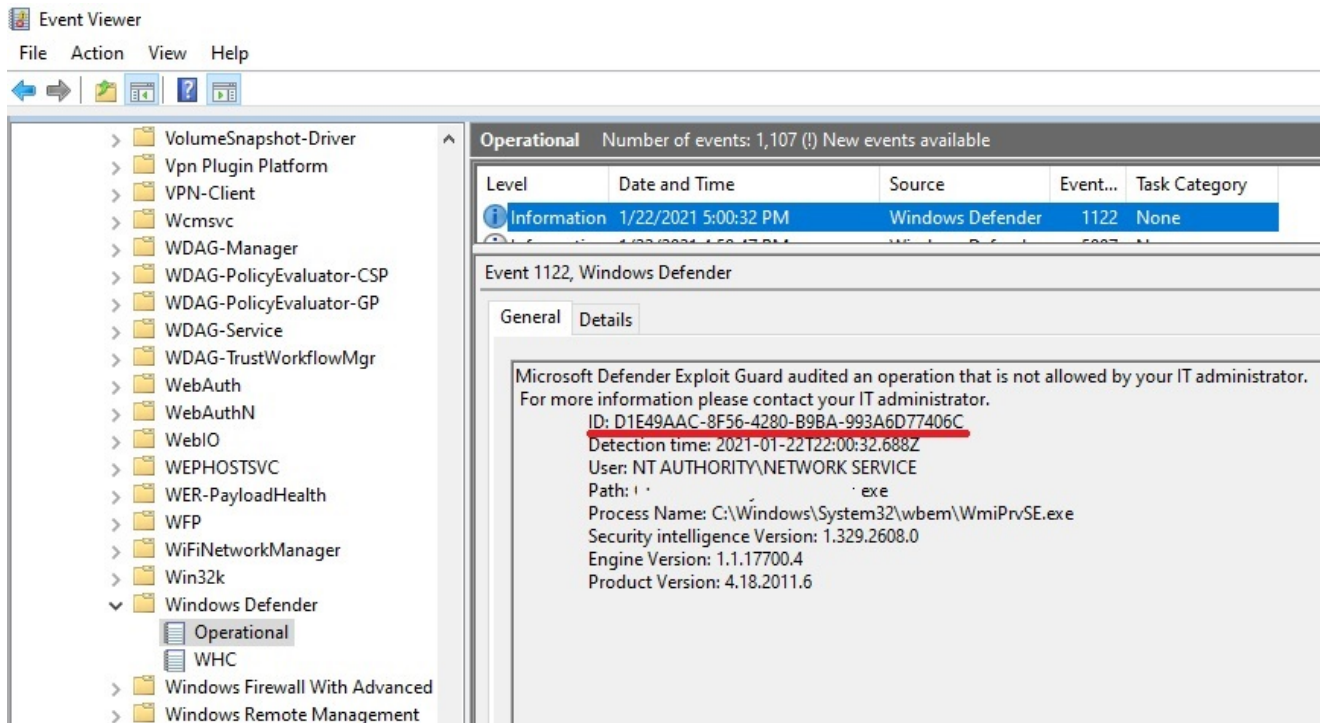 Event Viewer
File Action View Help
VolumeSnapshot-Driver
Vpn Plugin Platform
VPN-Client
Wcmsvc
WDAG-Manager
WDAG-PolicyEvaluator-CSP
WDAG-PolicyEvaluator-GP
WDAG-Service
WDAG-TrustWorkflowMgr
WebAuth
WebAuthN
WebIO
WEPHOSTSVC
WER-PayloadHealth
WFP
WiFiNetworkManager
Win32k
Windows Defender
Operational
WHC
Windows Firewall With Advanced
Windows Remote Management
Operational Number of events: 1,107 (!) New events available
Level Date and Time Source Event... Task Category
Information 1/22/2021 5:00:32 PM Windows Defender 1122 None
Event 1122, Windows Defender
General Details
Microsoft Defender Exploit Guard audited an operation that is not allowed by your IT administrator.
For more information please contact your IT administrator.
ID: D1E49AAC-8F56-4280-B9BA-993A6D77406C
Detection time: 2021-01-22T22:00:32.688Z
User: NT AUTHORITY\NETWORK SERVICE
Path: exe
Process Name: C:\Windows\System32\wbem\WmiPrvSE.exe
Security intelligence Version: 1.329.2608.0
Engine Version: 1.1.17700.4
Product Version: 4.18.2011.6